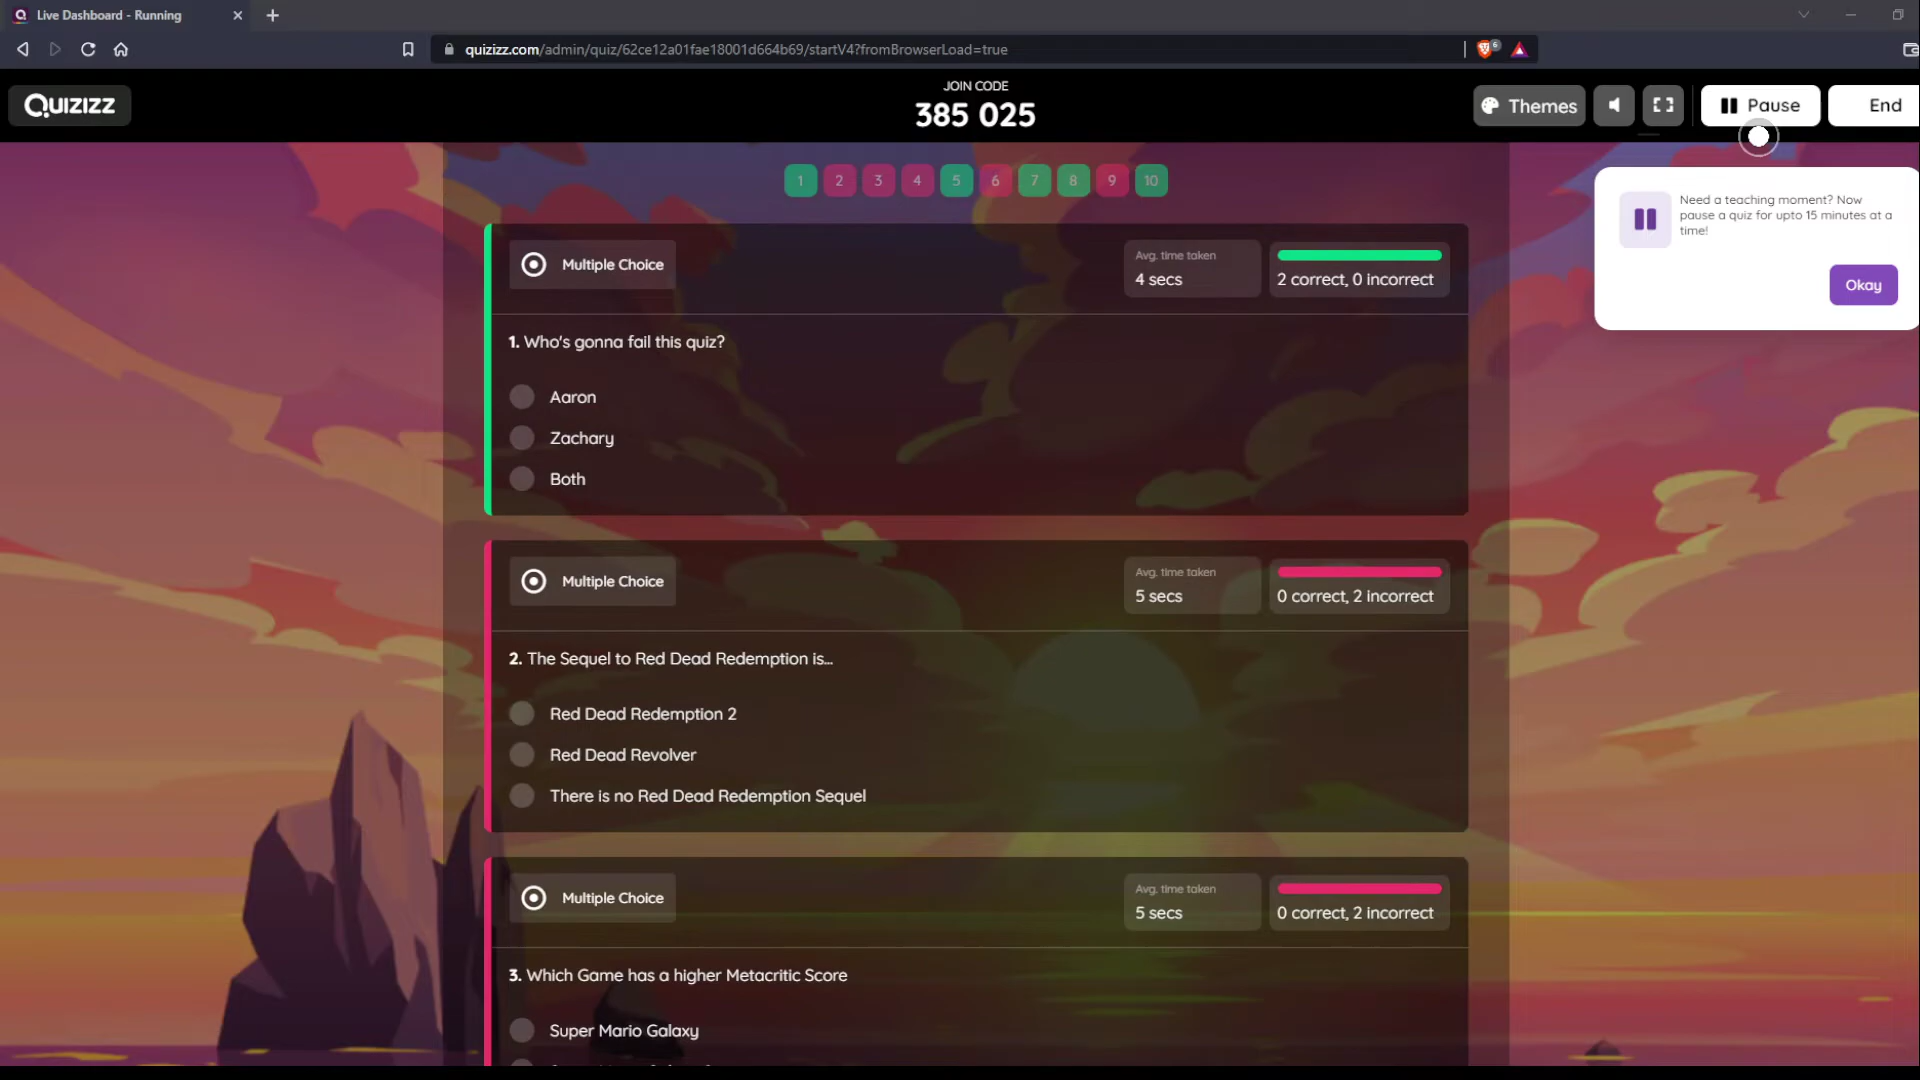 Live Dashboard - Running
quizizz.com/admin/quiz/62ce12a01fae18001d664b69/startV4?fromBrowserLoad=true
6
QUIZIZZ
JOIN CODE
385 025
Themes
Pause
End
Need a teaching moment? Now
pause a quiz for upto 15 minutes at a
time!
Okay
1 2 3 4 5 6 7 8 9 10
Multiple Choice
Avg. time taken
4 secs
2 correct, 0 incorrect
1. Who's gonna fail this quiz?
Aaron
Zachary
Both
Multiple Choice
Avg. time taken
5 secs
0 correct, 2 incorrect
2. The Sequel to Red Dead Redemption is...
Red Dead Redemption 2
Red Dead Revolver
There is no Red Dead Redemption Sequel
Multiple Choice
Avg. time taken
5 secs
0 correct, 2 incorrect
3. Which Game has a higher Metacritic Score
Super Mario Galaxy